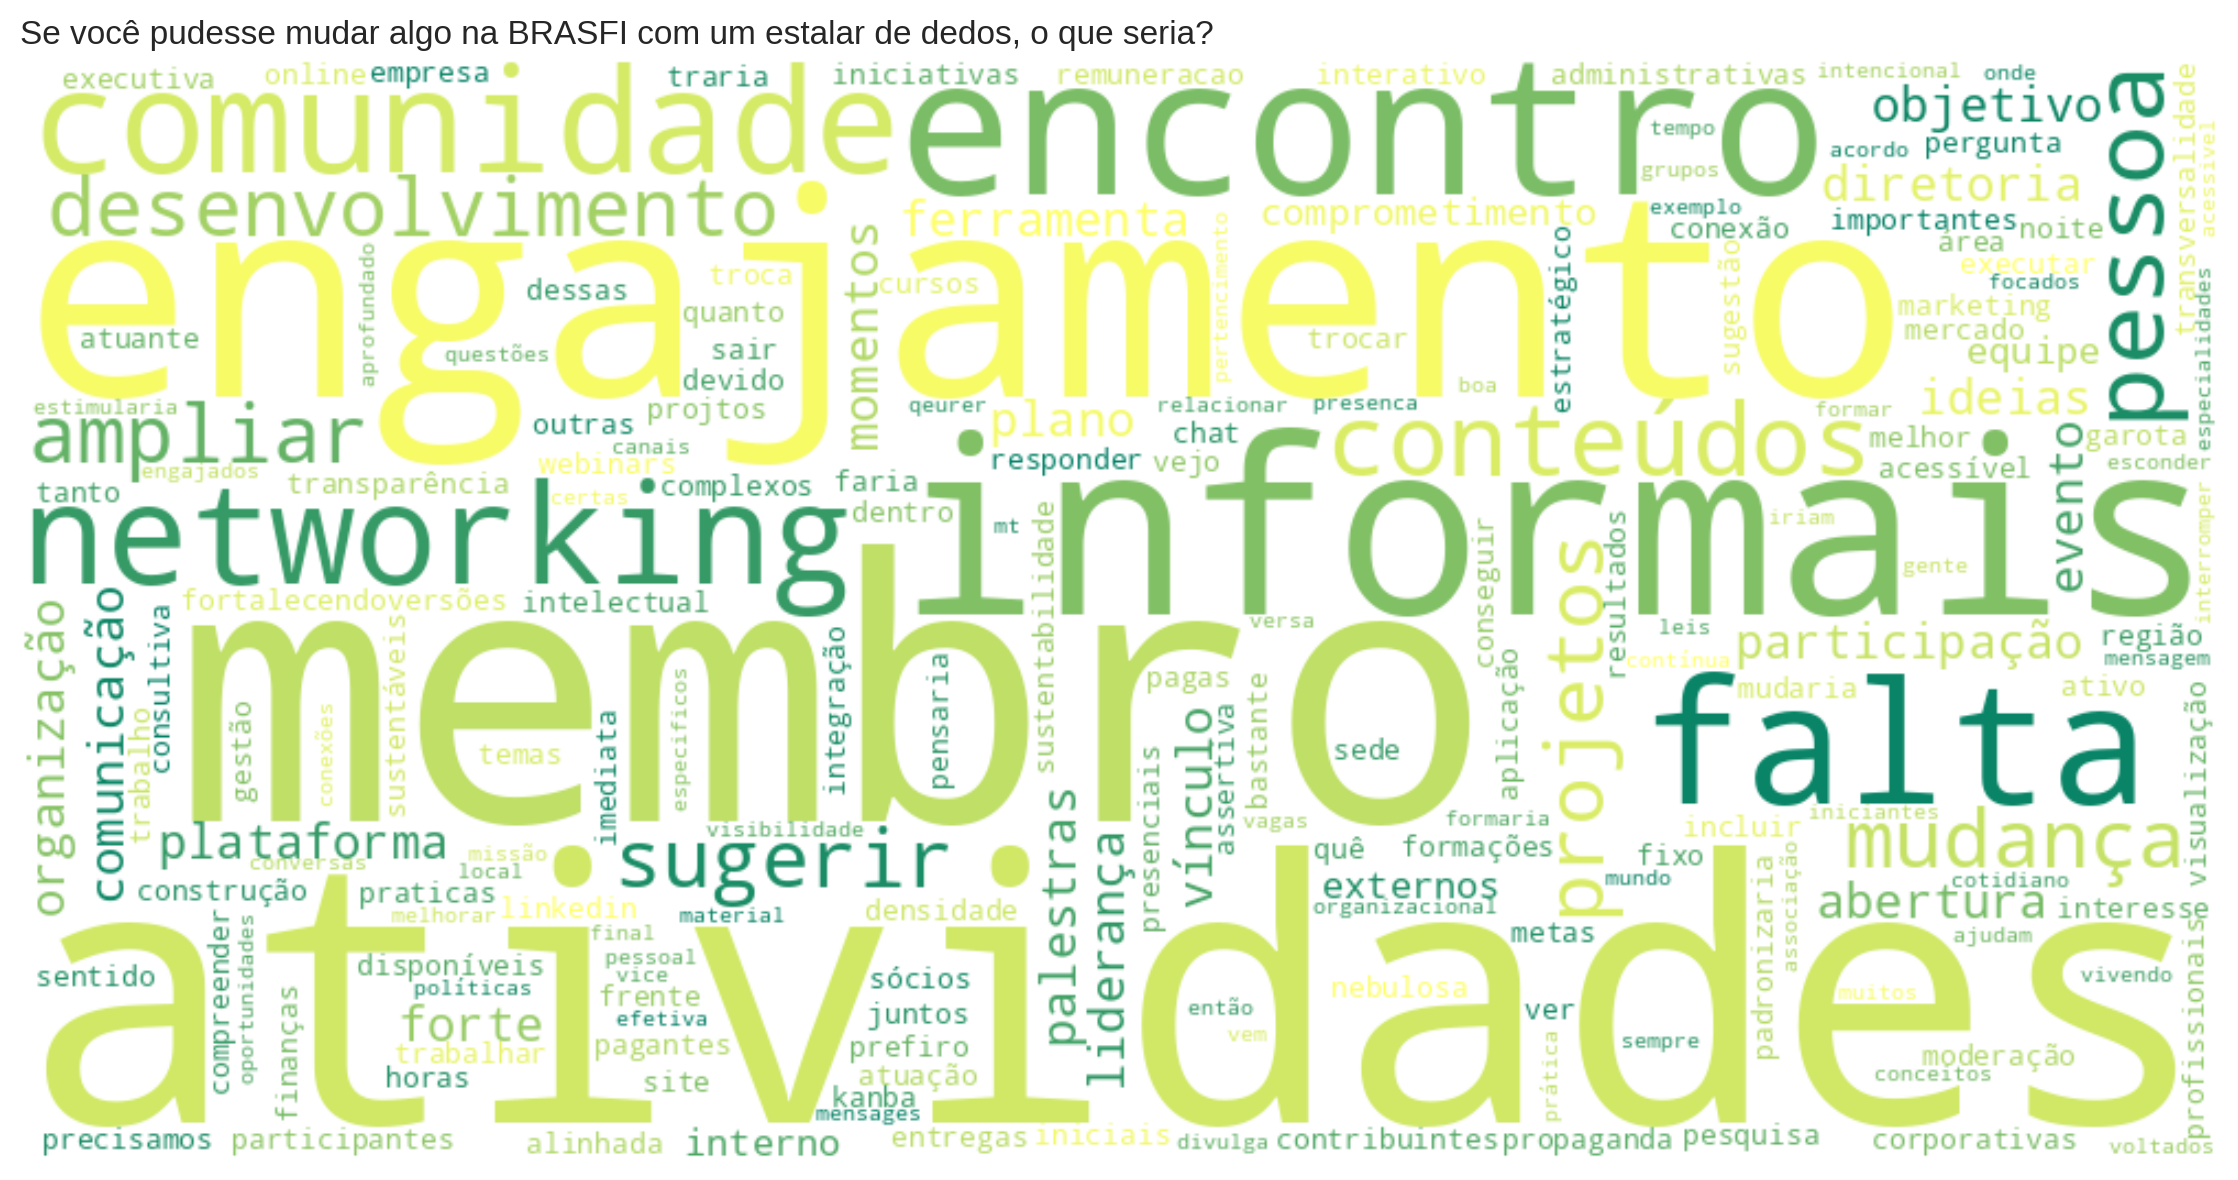 Se você pudesse mudar algo na BRASFI com um estalar de dedos, o que seria?
executiva
online
empresa
traria
iniciativas
remuneracao
interativo
administrativas
intencional
onde
comunidade
encontro
objetivo
pessoa
transversalidade
acessivel
tempo
acordo
pergunta
grupos
desenvolvimento
diretoria
ferramenta
comprometimento
exemplo
conexão
importantes
noite
área
engajamento
momentos
aprofundado
dessas
troca
cursos
pertencimento
estratégico
sugestão
executar
focados
especialidades
quanto
marketing
atuante
questões
sair
trocar
mercado
equipe
devido
boa
estimularia
ampliar
projtos
qeurer
plano
relacionar
presenca
conteúdos
formar
ideias
outras
canais
chat
melhor
garota
engajados
webinars
responder
vejo
acessível
evento
esconder
tanto
transparência
certas
complexos
faria
networking
dentro
informais
mt
iriam
interromper
sustentabilidade
conseguir
projetos
resultados
gente
organização
comunicação
consultiva
fortalecendoversões
intelectual
sustentáveis
integração
membro
versa
leis
participação
região
contínua
mensagem
pagas
falta
mudaria
ativo
pensaria
trabalho
gestão
conexões
temas
imediata
específicos
vínculo
assertiva
bastante
aplicação
sede
visualização
palestras
presenciais
plataforma
conversas
missão
local
visibilidade
sugerir
liderança
vagas
formaria
incluir
iniciantes
mudança
quê
formações
fixo
construção
praticas
externos
mundo
cotidiano
melhorar
linkedin
material
densidade
organizacional
abertura
interesse
atividades
final
metas
padronizaria
associação
ajudam
compreender
oportunidades
sentido
disponíveis
pessoal
vice
sócios
nebulosa
muitos
vivendo
profissionais
políticas
frente
finanças
forte
efetiva
juntos
então
ver
trabalhar
pagantes
prefiro
vem
sempre
moderação
horas
site
atuação
prática
conceitos
kanba
mensages
precisamos
participantes
alinhada
interno
entregas
iniciais
divulga
contribuintes
propaganda
pesquisa
corporativas
voltados